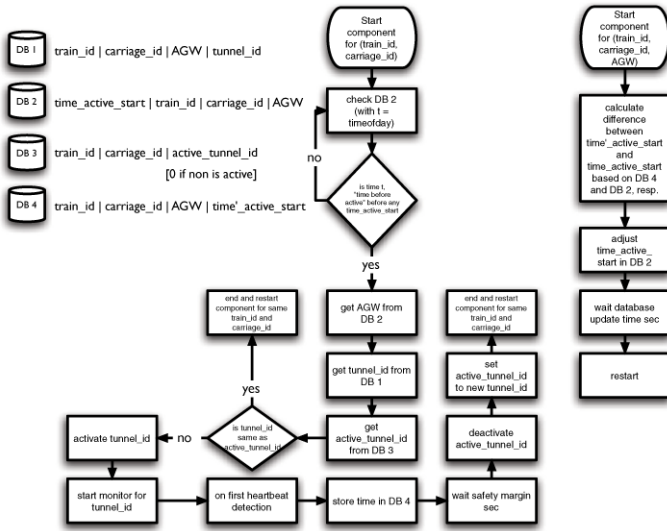 DB 1
train_id | carriage_id | AGW | tunnel_id
DB 2
time_active_start | train_id | carriage_id | AGW
DB 3
train_id | carriage_id | active_tunnel_id
[0 if non is active]
DB 4
train_id | carriage_id | AGW | time'_active_start
Start
component
for (train_id,
carriage_id)
check DB 2
(with t =
timeofday)
no
is time t,
"time before
active" before any
time_active_start
yes
get AGW from
DB 2
get tunnel_id from
DB 1
get
active_tunnel_id
from DB 3
is tunnel_id
same as
active_tunnel_id
yes
end and restart
component for same
train_id and
carriage_id
no
activate tunnel_id
start monitor for
tunnel_id
on first heartbeat
detection
store time in DB 4
wait safety margin
sec
deactivate
active_tunnel_id
set
active_tunnel_id
to new tunnel_id
end and restart
component for same
train_id and
carriage_id
Start
component
for (train_id,
carriage_id,
AGW)
calculate
difference
between
time'_active_start
and
time_active_start
based on DB 4
and DB 2, resp.
adjust
time_active_
start in DB 2
wait database
update time sec
restart